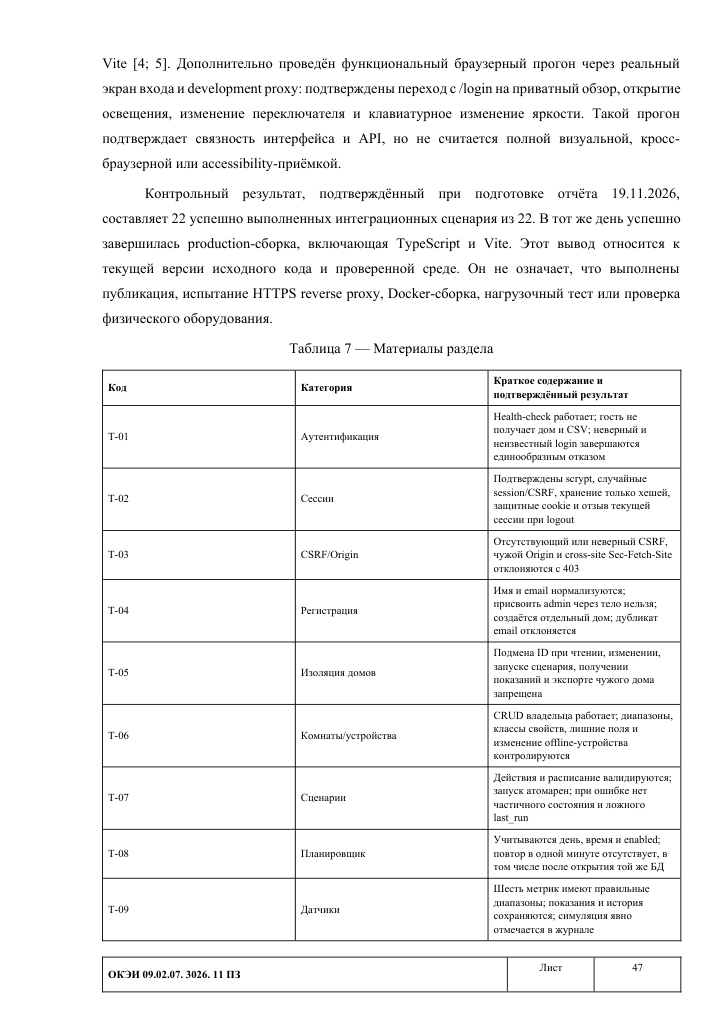 Vite [4; 5]. Дополнительно проведён функциональный браузерный прогон через реальный
экран входа и development proxy: подтверждены переход с /login на приватный обзор, открытие
освещения, изменение переключателя и клавиатурное изменение яркости. Такой прогон
подтверждает связность интерфейса и API, но не считается полной визуальной, кросс-
браузерной или accessibility-приёмкой.
Контрольный результат, подтверждённый при подготовке отчёта 19.11.2026,
составляет 22 успешно выполненных интеграционных сценария из 22. В тот же день успешно
завершилась production-сборка, включающая TypeScript и Vite. Этот вывод относится к
текущей версии исходного кода и проверенной среде. Он не означает, что выполнены
публикация, испытание HTTPS reverse proxy, Docker-сборка, нагрузочный тест или проверка
физического оборудования.
Таблица 7 — Материалы раздела
Код
Категория
Краткое содержание и
подтверждённый результат
Т-01
Аутентификация
Health-check работает; гость не
получает дом и CSV; неверный и
неизвестный login завершаются
единообразным отказом
Т-02
Сессии
Подтверждены scrypt, случайные
session/CSRF, хранение только хешей,
защитные cookie и отзыв текущей
сессии при logout
Т-03
CSRF/Origin
Отсутствующий или неверный CSRF,
чужой Origin и cross-site Sec-Fetch-Site
отклоняются с 403
Т-04
Регистрация
Имя и email нормализуются;
присвоить admin через тело нельзя;
создаётся отдельный дом; дубликат
email отклоняется
Т-05
Изоляция домов
Подмена ID при чтении, изменении,
запуске сценария, получении
показаний и экспорте чужого дома
запрещена
Т-06
Комнаты/устройства
CRUD владельца работает; диапазоны,
классы свойств, лишние поля и
изменение offline-устройства
контролируются
Т-07
Сценарии
Действия и расписание валидируются;
запуск атомарен; при ошибке нет
частичного состояния и ложного
last_run
Т-08
Планировщик
Учитываются день, время и enabled;
повтор в одной минуте отсутствует, в
том числе после открытия той же БД
Т-09
Датчики
Шесть метрик имеют правильные
диапазоны; показания и история
сохраняются; симуляция явно
отмечается в журнале
ОКЭИ 09.02.07. 3026. 11 ПЗ
Лист
47